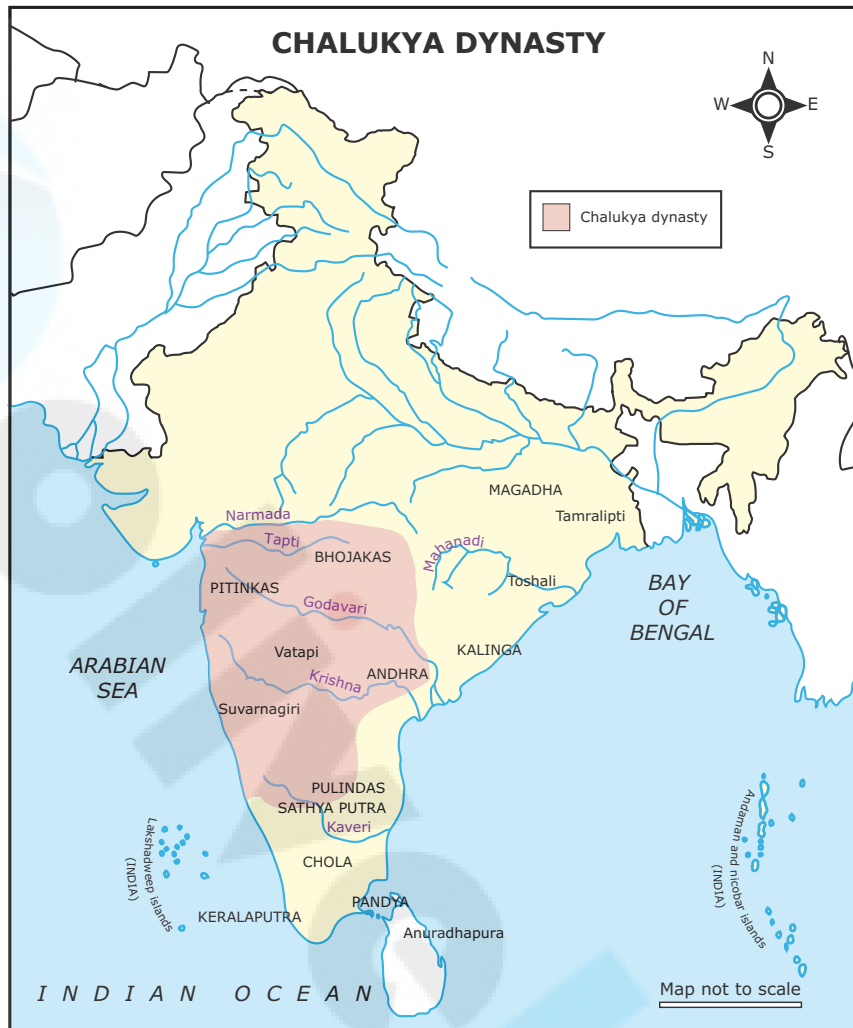 CHALUKYA DYNASTY
N
W
E
S
Chalukya dynasty
MAGADHA
Tamralipti
Narmada
Tapti
BHOJAKAS
Mahanadi
Toshali
PITINKAS
Godavari
BAY
OF
BENGAL
Vatapi
KALINGA
ARABIAN
SEA
Krishna
ANDHRA
Suvarnagiri
PULINDAS
SATHYA PUTRA
Kaveri
CHOLA
Lakshadweep islands
(INDIA)
Andaman and nicobar islands
(INDIA)
PANDYA
KERALAPUTRA
Anuradhapura
INDIAN OCEAN
Map not to scale